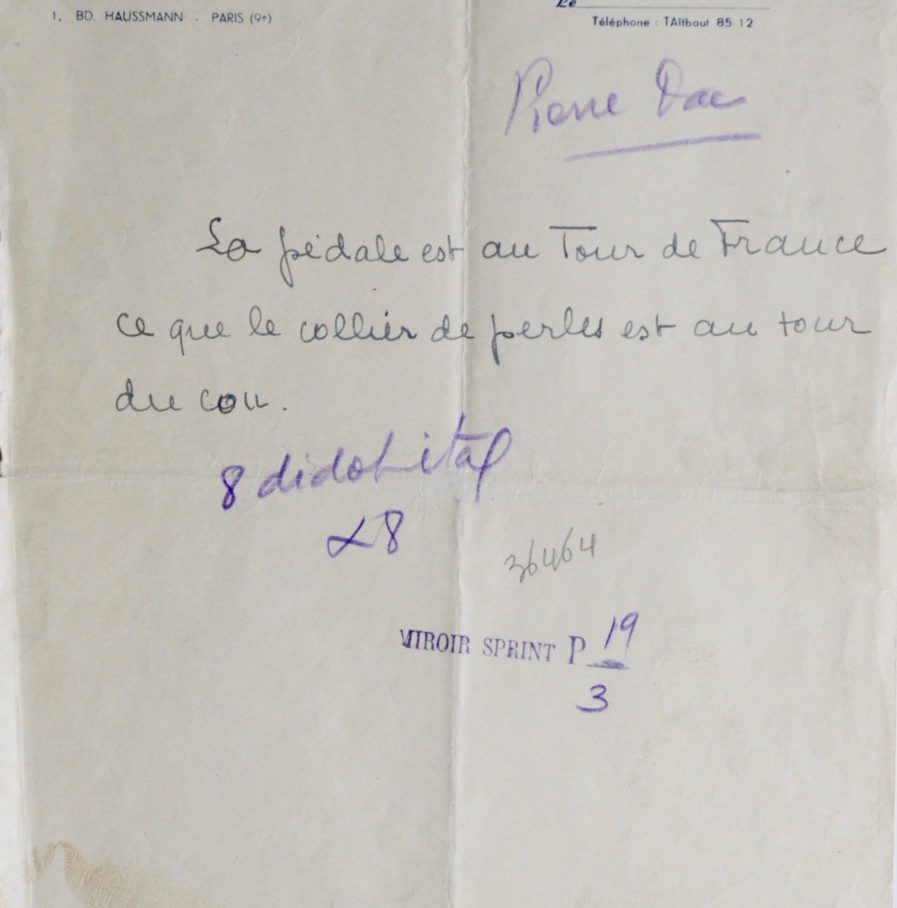 Le
1, BD. HAUSSMANN . PARIS (9e)
Téléphone : TAItbout 85-12
Pierre Dac
La pédale est au Tour de France
ce que le collier de perles est au tour
du cou.
8 didot ital
36464
MIROIR SPRINT P 19
3